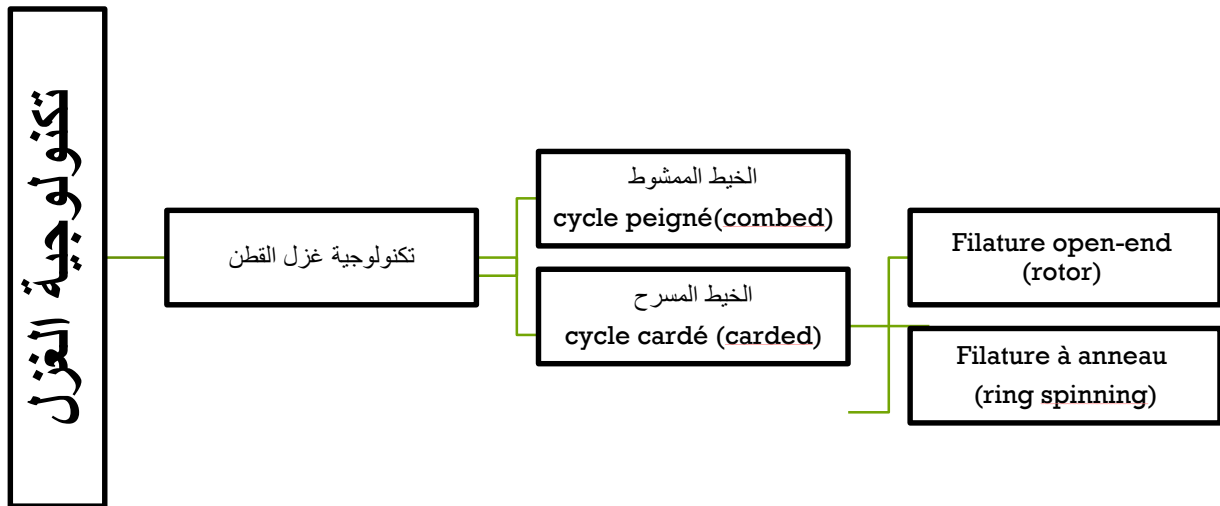 تكنولوجية الغزل
تكنولوجية غزل القطن
الخيط الممشوط
cycle peigné(combed)
الخيط المسرح
cycle cardé (carded)
Filature open-end
(rotor)
Filature à anneau
(ring spinning)